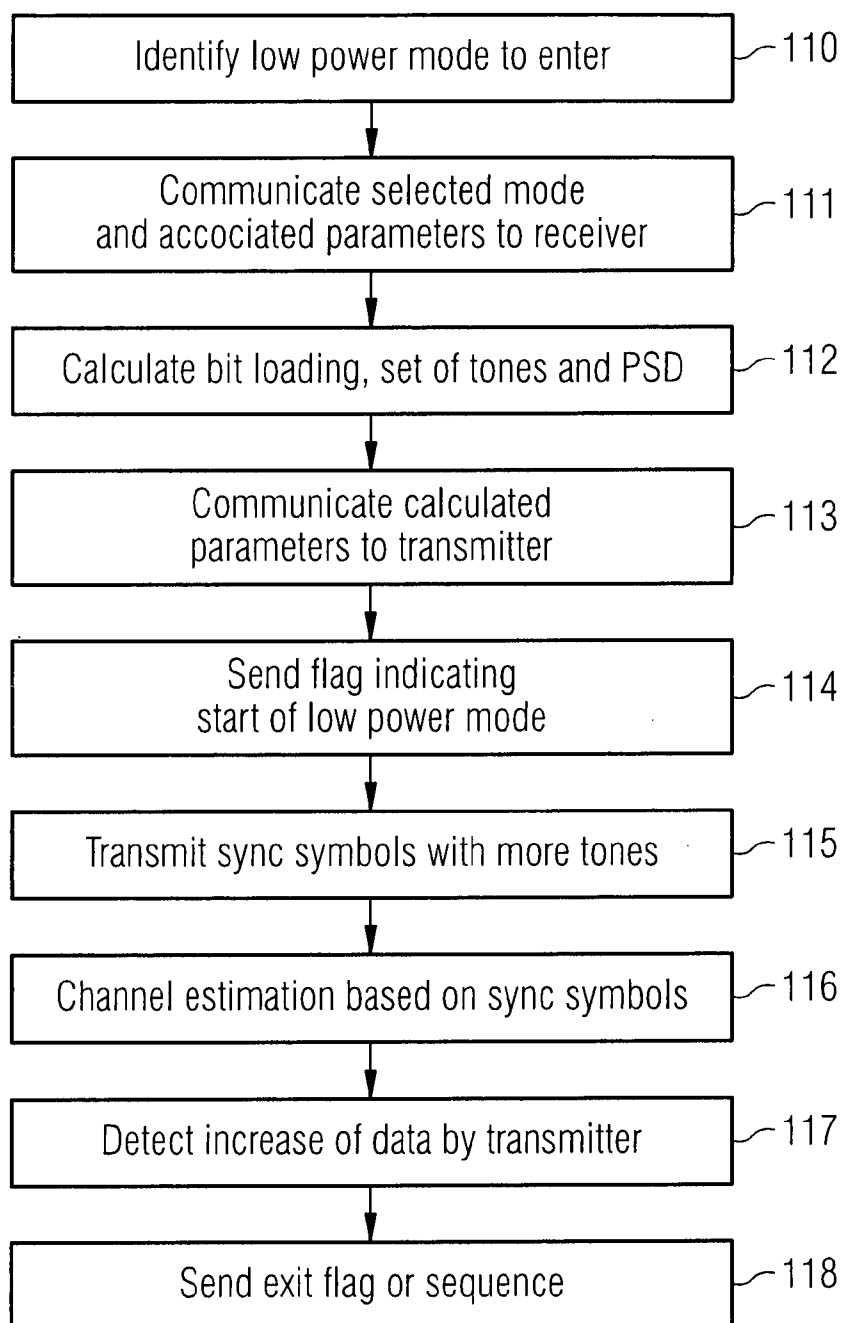 Identify low power mode to enter
110
Communicate selected mode
and accociated parameters to receiver
111
Calculate bit loading, set of tones and PSD
112
Communicate calculated
parameters to transmitter
113
Send flag indicating
start of low power mode
114
Transmit sync symbols with more tones
115
Channel estimation based on sync symbols
116
Detect increase of data by transmitter
117
Send exit flag or sequence
118